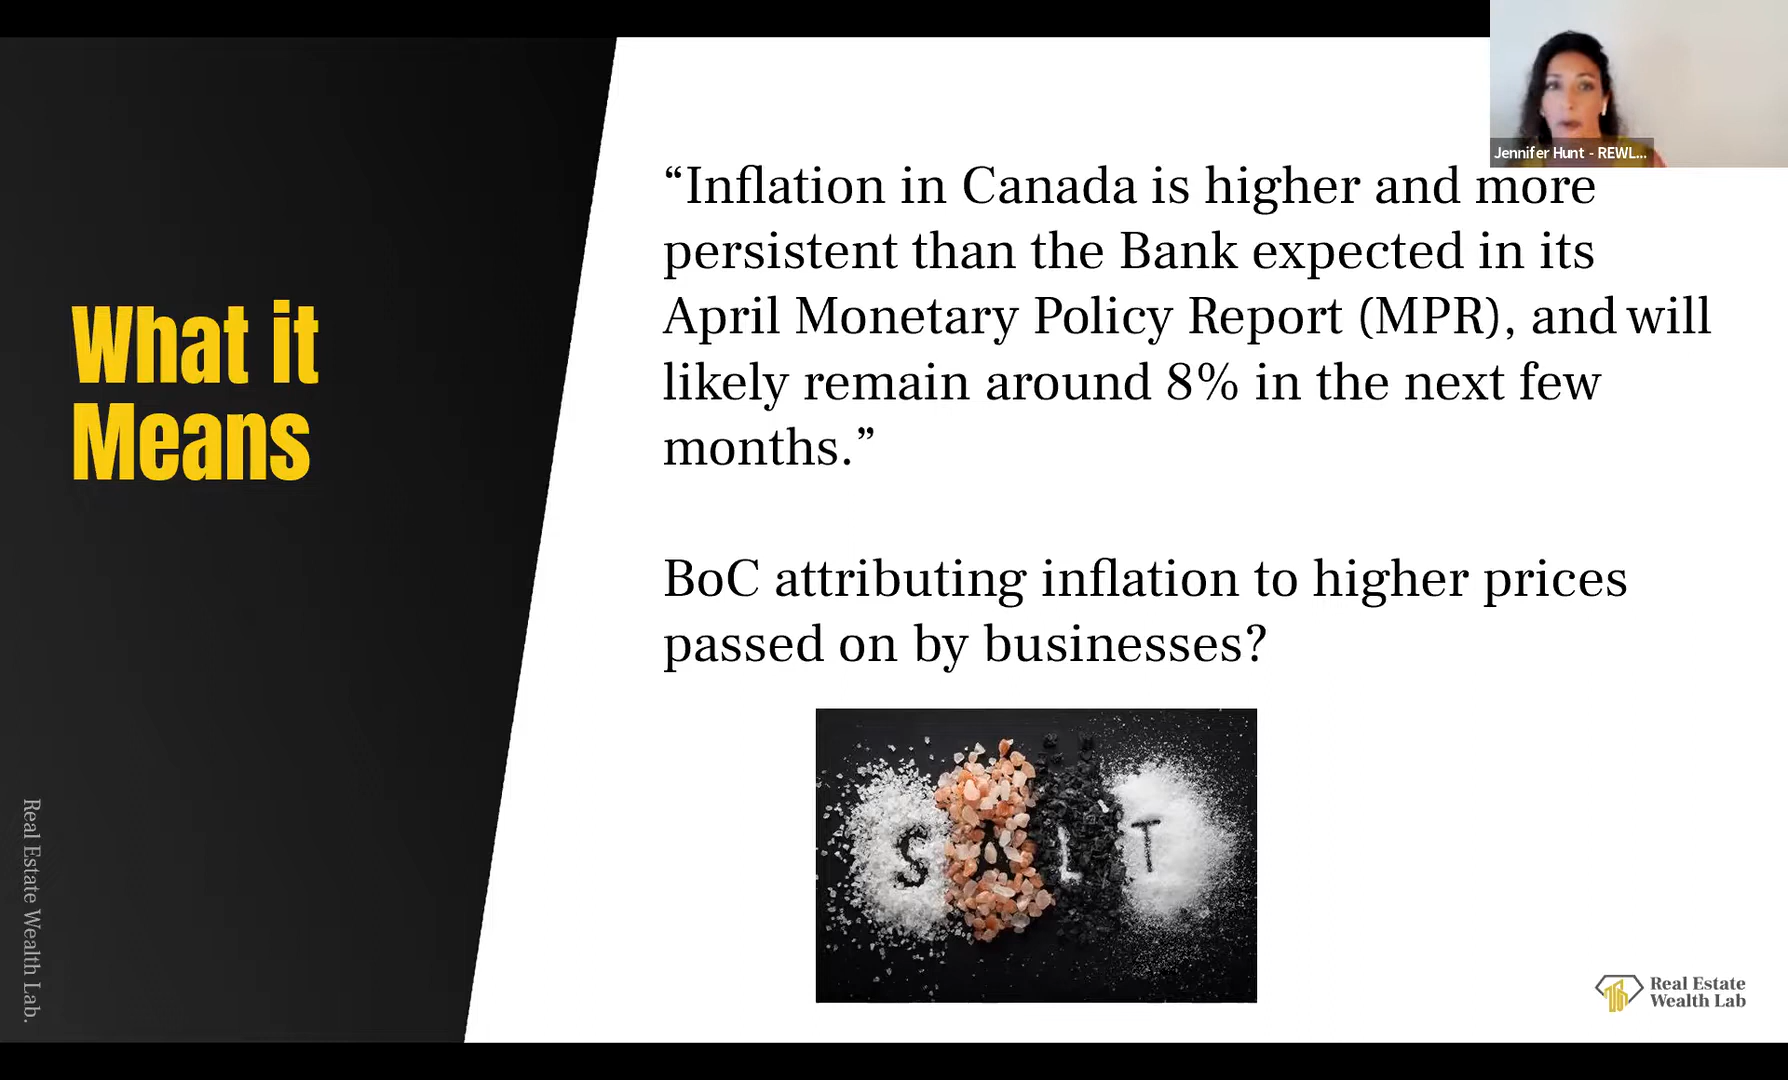 Jennifer Hunt - REWL...
What it
Means
“Inflation in Canada is higher and more
persistent than the Bank expected in its
April Monetary Policy Report (MPR), and will
likely remain around 8% in the next few
months.”
BoC attributing inflation to higher prices
passed on by businesses?
SALT
Real Estate Wealth Lab.
Real Estate
Wealth Lab